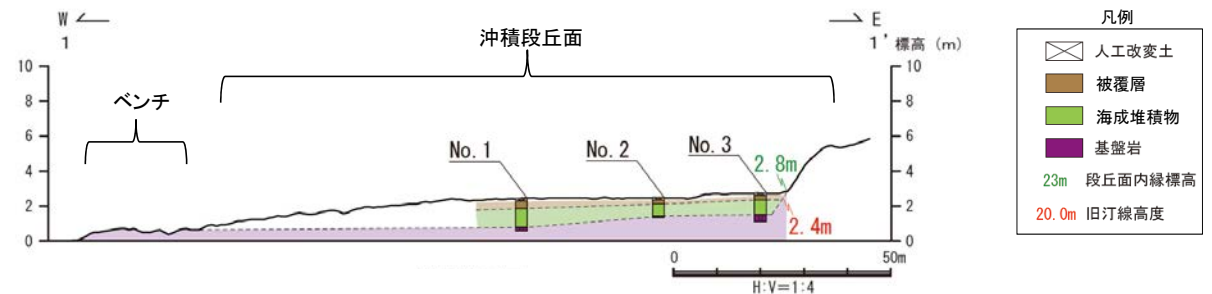 W E
1 1'
標高 (m)
沖積段丘面
ベンチ
10 10
8 8
6 6
4 4
2 2
0 0
No. 1
No. 2
No. 3
2.8m
2.4m
0 50m
H:V=1:4
凡例
人工改変土
被覆層
海成堆積物
基盤岩
23m 段丘面内縁標高
20.0m 旧汀線高度